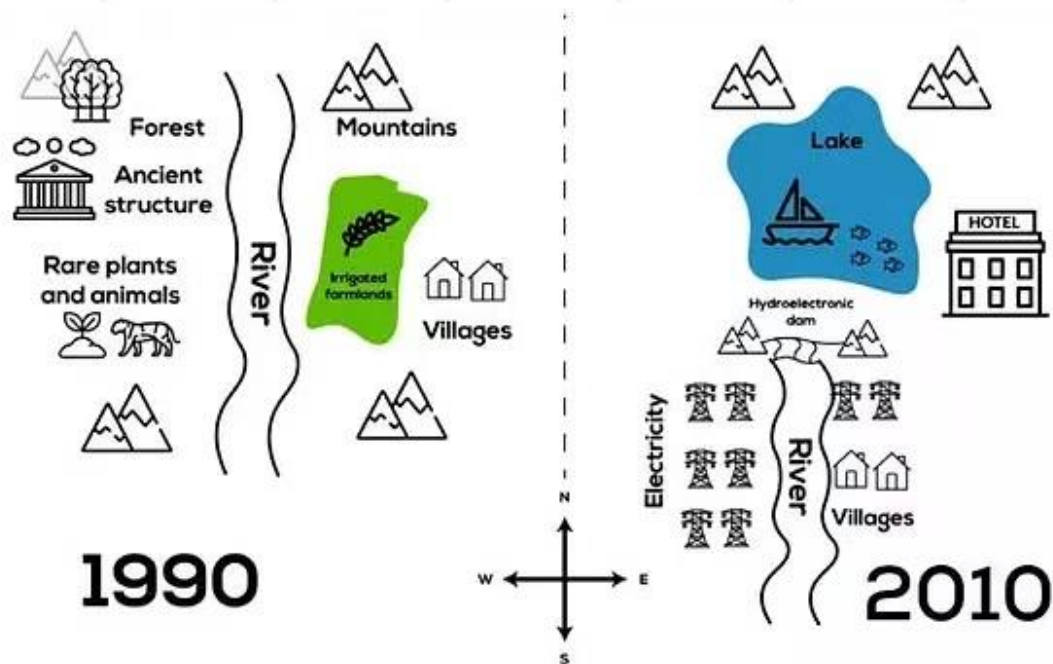 Forest
Ancient
structure
Rare plants
and animals
River
Mountains
Irrigated
farmlands
Villages
1990
N
W
E
S
Lake
HOTEL
Hydroelectronic
dam
Electricity
River
Villages
2010